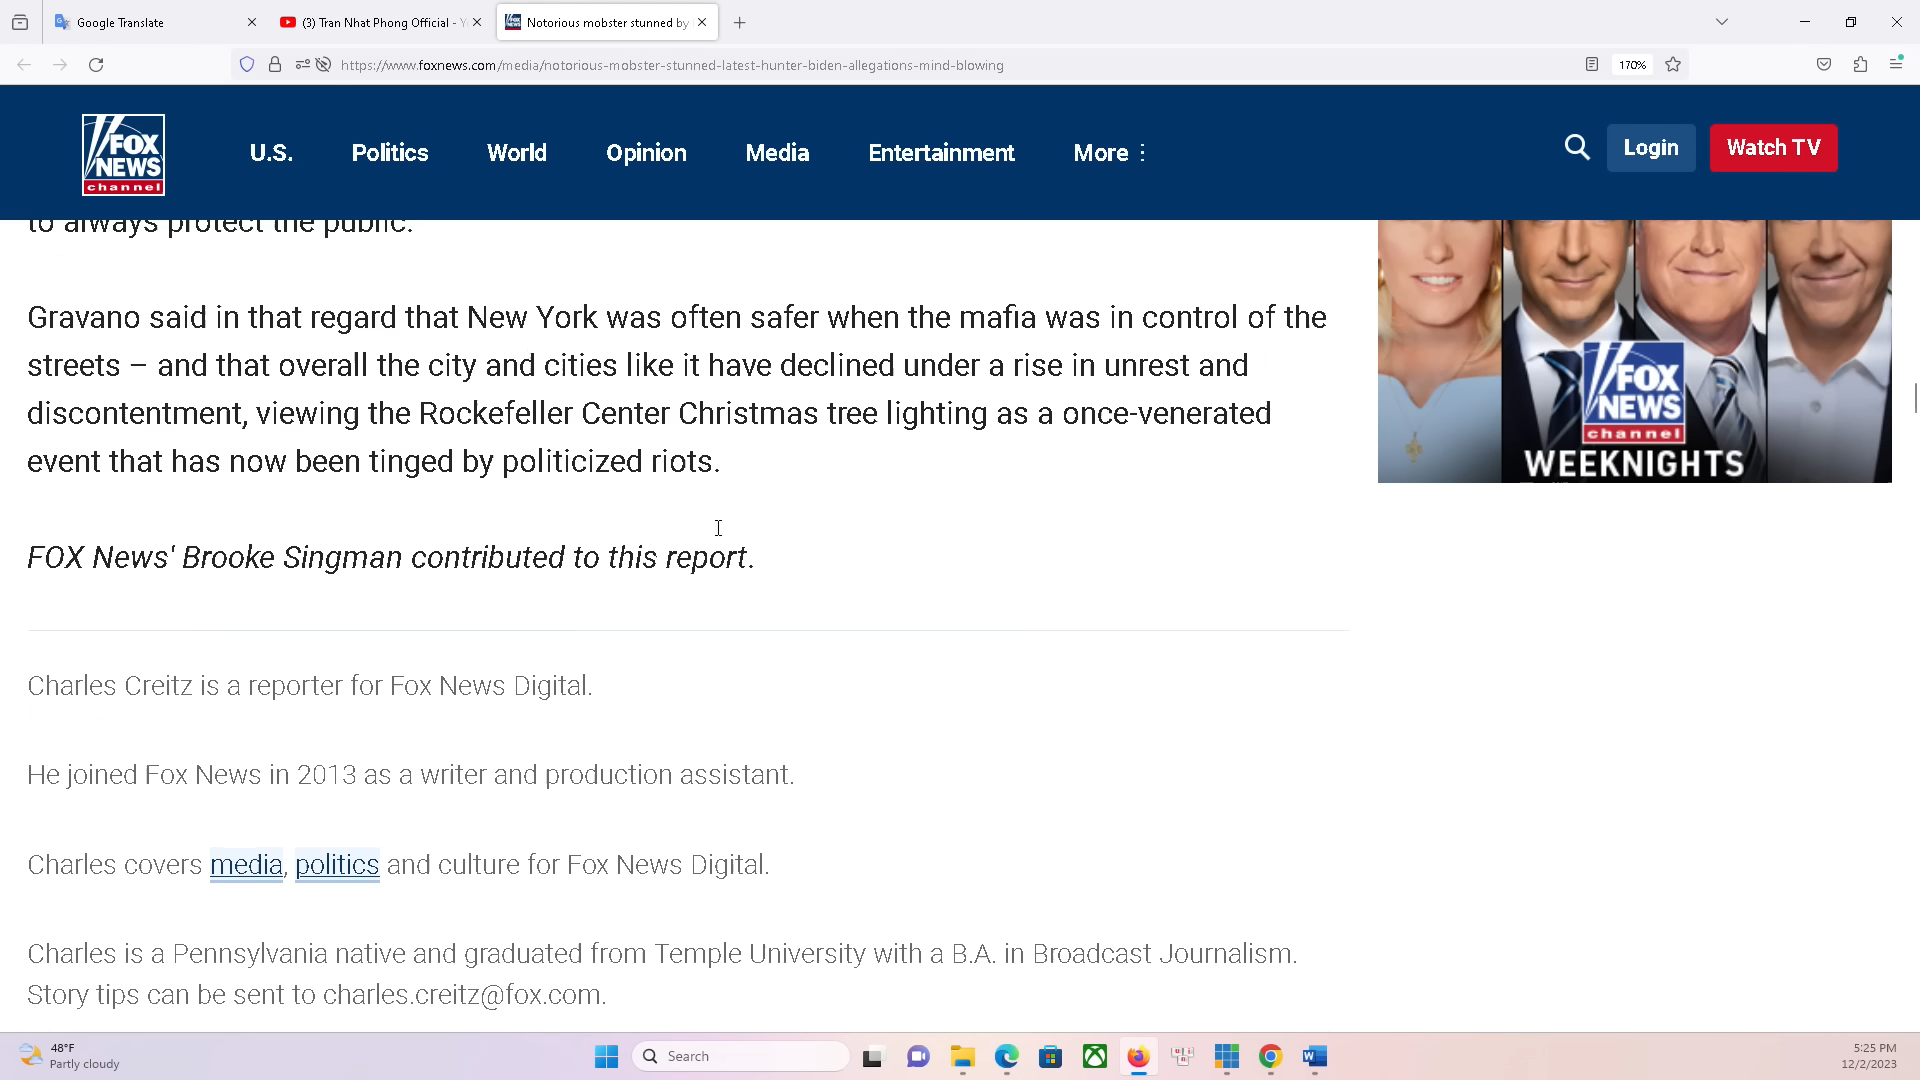 Google Translate
(3) Tran Nhat Phong Official -
Notorious mobster stunned by
https://www.foxnews.com/media/notorious-mobster-stunned-latest-hunter-biden-allegations-mind-blowing
170%
FOX NEWS channel
U.S.
Politics
World
Opinion
Media
Entertainment
More
Login
Watch TV
to always protect the public.
Gravano said in that regard that New York was often safer when the mafia was in control of the
streets – and that overall the city and cities like it have declined under a rise in unrest and
discontentment, viewing the Rockefeller Center Christmas tree lighting as a once-venerated
event that has now been tinged by politicized riots.
FOX NEWS channel
WEEKNIGHTS
FOX News' Brooke Singman contributed to this report.
Charles Creitz is a reporter for Fox News Digital.
He joined Fox News in 2013 as a writer and production assistant.
Charles covers media, politics and culture for Fox News Digital.
Charles is a Pennsylvania native and graduated from Temple University with a B.A. in Broadcast Journalism.
Story tips can be sent to charles.creitz@fox.com.
48°F
Partly cloudy
Search
5:25 PM
12/2/2023